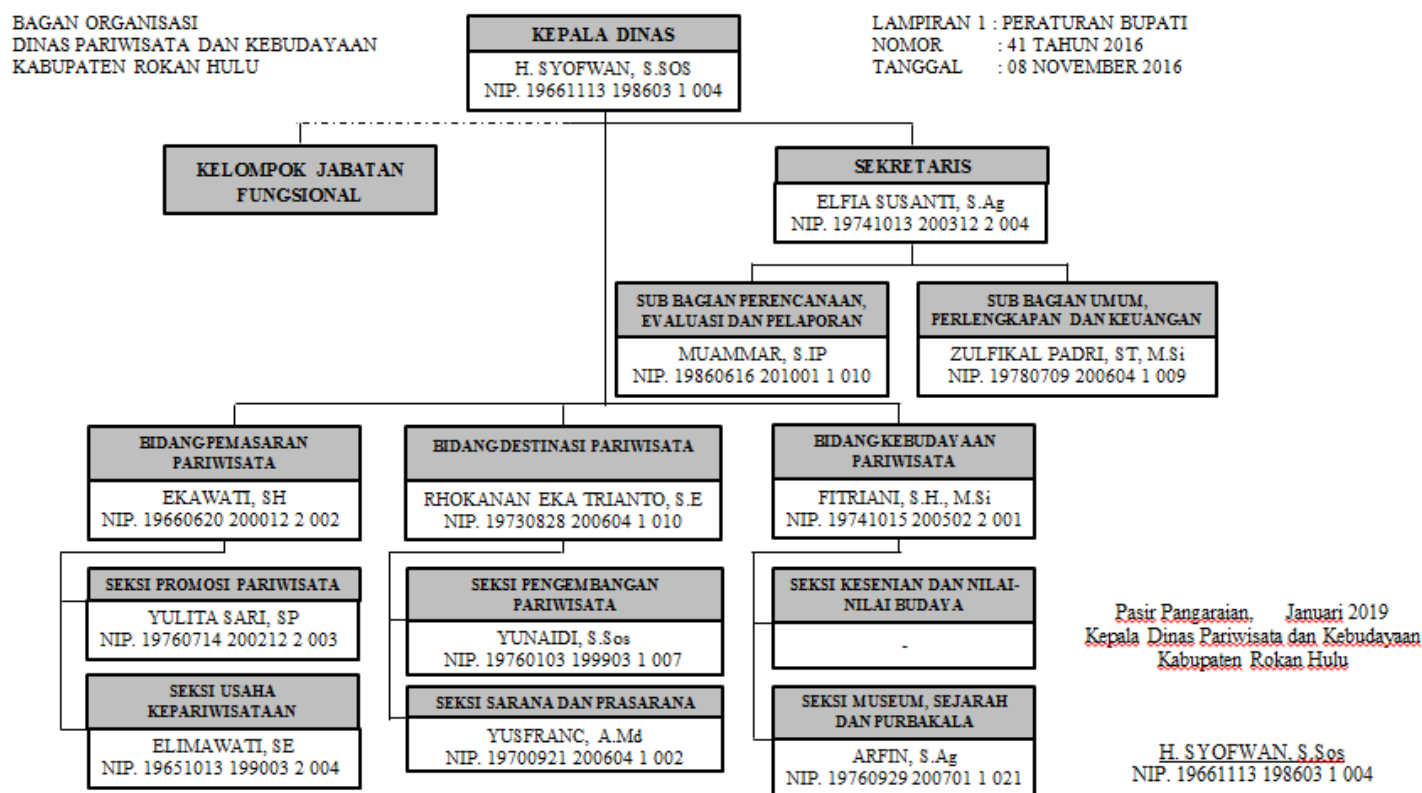 BAGAN ORGANISASI
DINAS PARIWISATA DAN KEBUDAYAAN
KABUPATEN ROKAN HULU
LAMPIRAN 1 : PERATURAN BUPATI
NOMOR : 41 TAHUN 2016
TANGGAL : 08 NOVEMBER 2016
KEPALA DINAS
H. SYOFWAN, S.SOS
NIP. 19661113 198603 1 004
KELOMPOK JABATAN
FUNGSIONAL
SEKRETARIS
ELFIA SUSANTI, S.Ag
NIP. 19741013 200312 2 004
SUB BAGIAN PERENCANAAN,
EVALUASI DAN PELAPORAN
MUAMMAR, S.IP
NIP. 19860616 201001 1 010
SUB BAGIAN UMUM,
PERLENGKAPAN DAN KEUANGAN
ZULFIKAL PADRI, ST, M.Si
NIP. 19780709 200604 1 009
BIDANG PEMASARAN
PARIWISATA
EKAWATI, SH
NIP. 19660620 200012 2 002
BIDANG DESTINASI PARIWISATA
RHOKANAN EKA TRIANTO, S.E
NIP. 19730828 200604 1 010
BIDANG KEBUDAYAAN
PARIWISATA
FITRIANI, S.H., M.Si
NIP. 19741015 200502 2 001
SEKSI PROMOSI PARIWISATA
YULITA SARI, SP
NIP. 19760714 200212 2 003
SEKSI PENGEMBANGAN
PARIWISATA
YUNAIDI, S.Sos
NIP. 19760103 199903 1 007
SEKSI KESENIAN DAN NILAI-
NILAI BUDAYA
-
SEKSI USAHA
KEPARIWISATAAN
ELIMAWATI, SE
NIP. 19651013 199003 2 004
SEKSI SARANA DAN PRASARANA
YUSFRANC, A.Md
NIP. 19700921 200604 1 002
SEKSI MUSEUM, SEJARAH
DAN PURBAKALA
ARFIN, S.Ag
NIP. 19760929 200701 1 021
Pasir Pangaraian, Januari 2019
Kepala Dinas Pariwisata dan Kebudayaan
Kabupaten Rokan Hulu
H. SYOFWAN, S.Sos
NIP. 19661113 198603 1 004